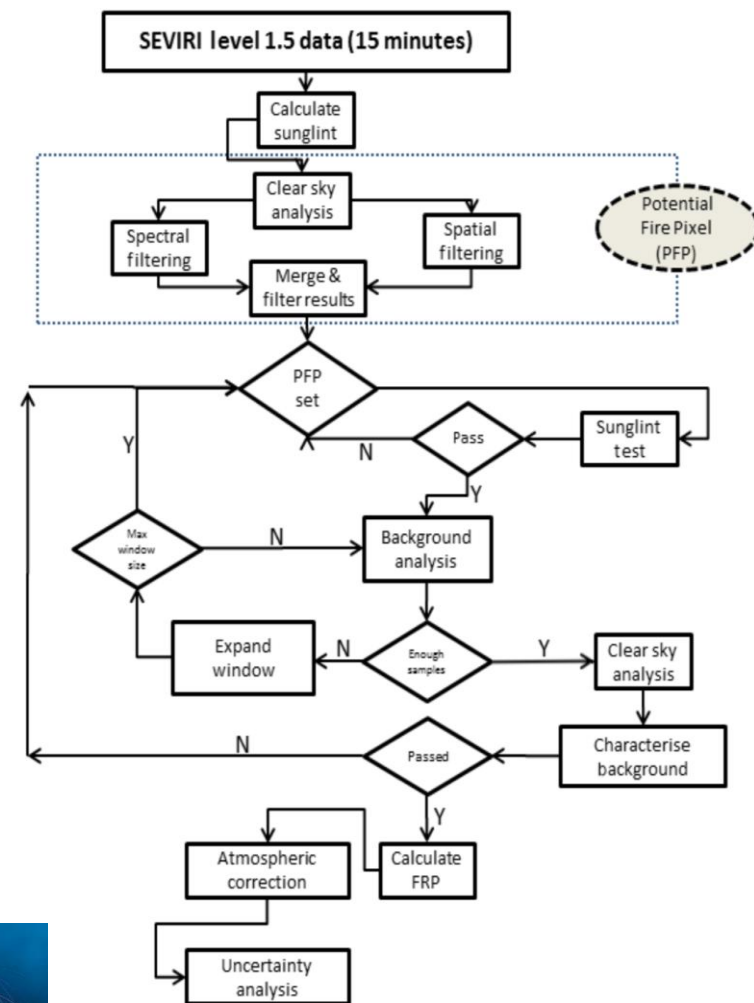 SEVIRI level 1.5 data (15 minutes)
Calculate
sunglint
Clear sky
analysis
Potential
Fire Pixel
(PFP)
Spectral
filtering
Spatial
filtering
Merge &
filter results
PFP
set
Sunglint
test
Pass
N
Y
Y
Max
window
size
N
Background
analysis
Expand
window
N
Enough
samples
Y
Clear sky
analysis
N
Passed
Characterise
background
Y
Atmospheric
correction
Calculate
FRP
Uncertainty
analysis